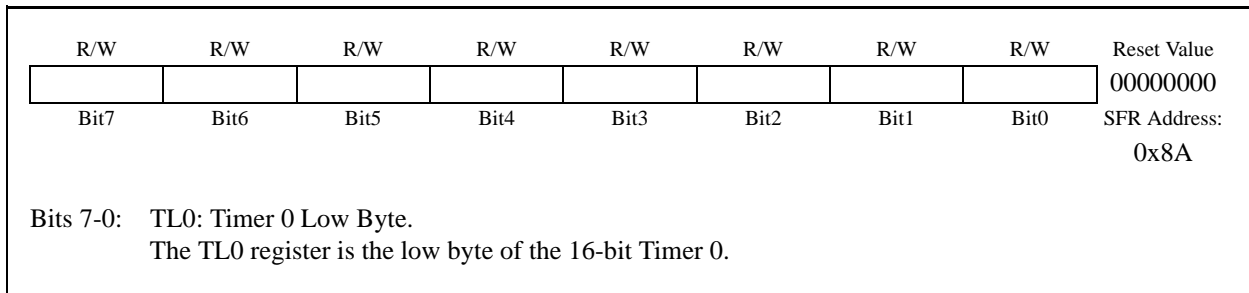 R/W R/W R/W R/W R/W R/W R/W R/W Reset Value
00000000
Bit7 Bit6 Bit5 Bit4 Bit3 Bit2 Bit1 Bit0 SFR Address:
0x8A
Bits 7-0: TL0: Timer 0 Low Byte.
The TL0 register is the low byte of the 16-bit Timer 0.